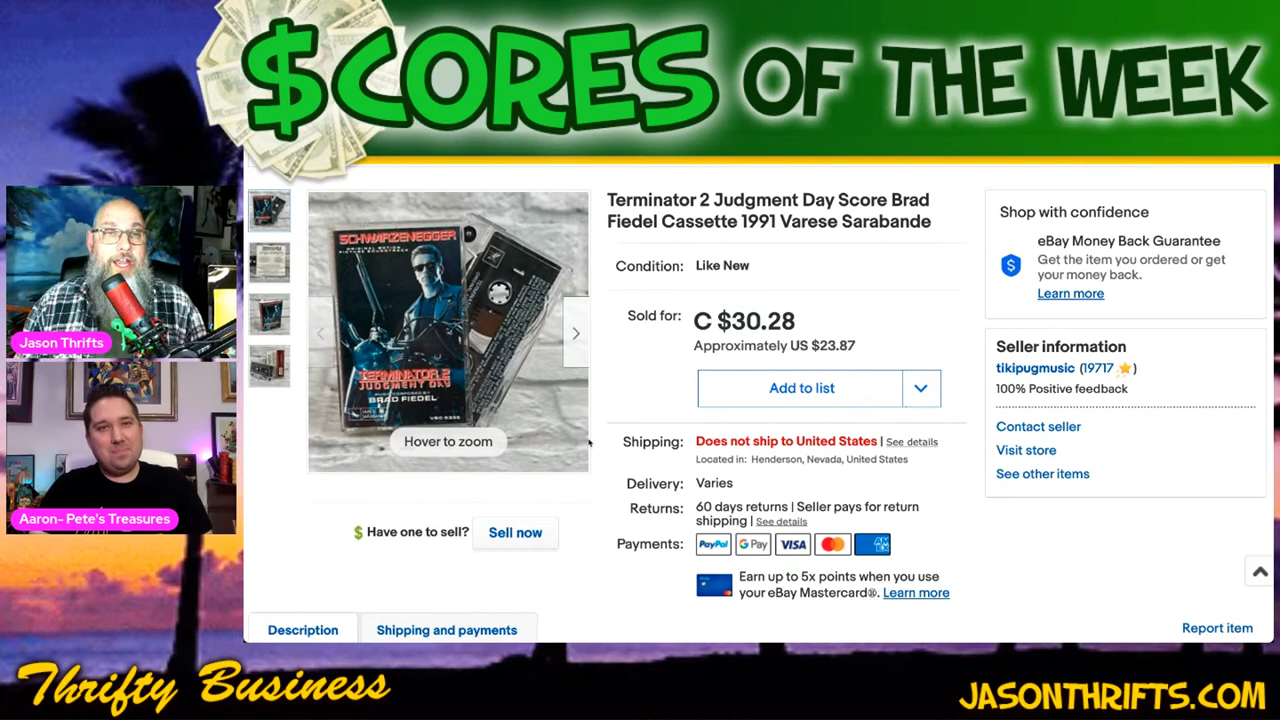 $CORES OF THE WEEK
Terminator 2 Judgment Day Score Brad
Fiedel Cassette 1991 Varese Sarabande
Condition: Like New
Sold for: C $30.28
Approximately US $23.87
Add to list
Shipping: Does not ship to United States | See details
Located in: Henderson, Nevada, United States
Delivery: Varies
Returns: 60 days returns | Seller pays for return
shipping | See details
Payments: PayPal G Pay VISA
Earn up to 5x points when you use
your eBay Mastercard®. Learn more
SCHWARZENEGGER
ORIGINAL MOTION
PICTURE SOUNDTRACK
TERMINATOR 2
JUDGMENT DAY
BRAD FIEDEL
Hover to zoom
$ Have one to sell? Sell now
Shop with confidence
eBay Money Back Guarantee
Get the item you ordered or get
your money back.
Learn more
Seller information
tikipugmusic (19717)
100% Positive feedback
Contact seller
Visit store
See other items
Description
Shipping and payments
Report item
Jason Thrifts
Aaron- Pete's Treasures
Thrifty Business
JASONTHRIFTS.COM